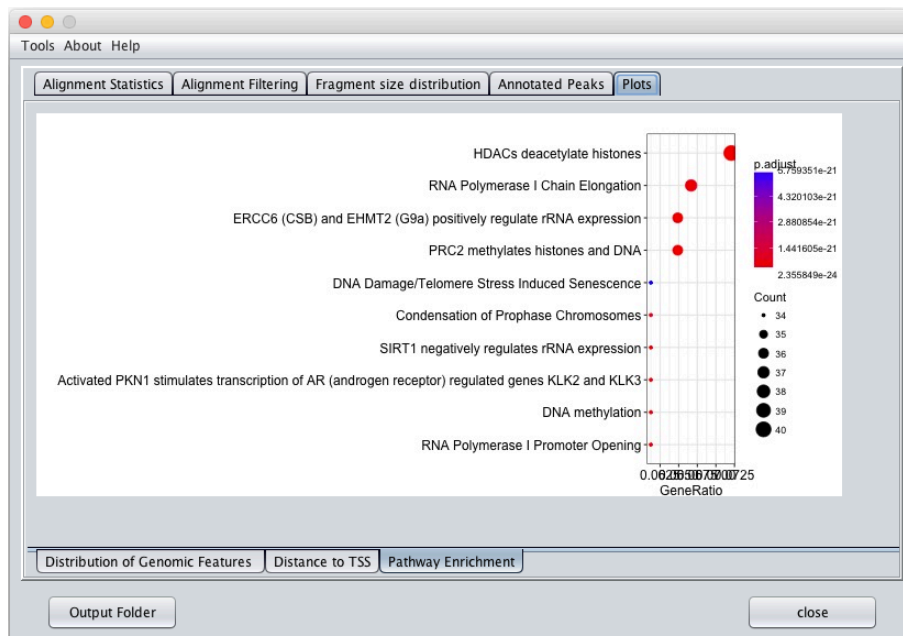 Tools About Help
Alignment Statistics Alignment Filtering Fragment size distribution Annotated Peaks Plots
HDACs deacetylate histones
RNA Polymerase I Chain Elongation
ERCC6 (CSB) and EHMT2 (G9a) positively regulate rRNA expression
PRC2 methylates histones and DNA
DNA Damage/Telomere Stress Induced Senescence
Condensation of Prophase Chromosomes
SIRT1 negatively regulates rRNA expression
Activated PKN1 stimulates transcription of AR (androgen receptor) regulated genes KLK2 and KLK3
DNA methylation
RNA Polymerase I Promoter Opening
GeneRatio
p.adjust
5.759351e-21
4.320103e-21
2.880854e-21
1.441605e-21
2.355849e-24
Count
34
35
36
37
38
39
40
Distribution of Genomic Features Distance to TSS Pathway Enrichment
Output Folder close